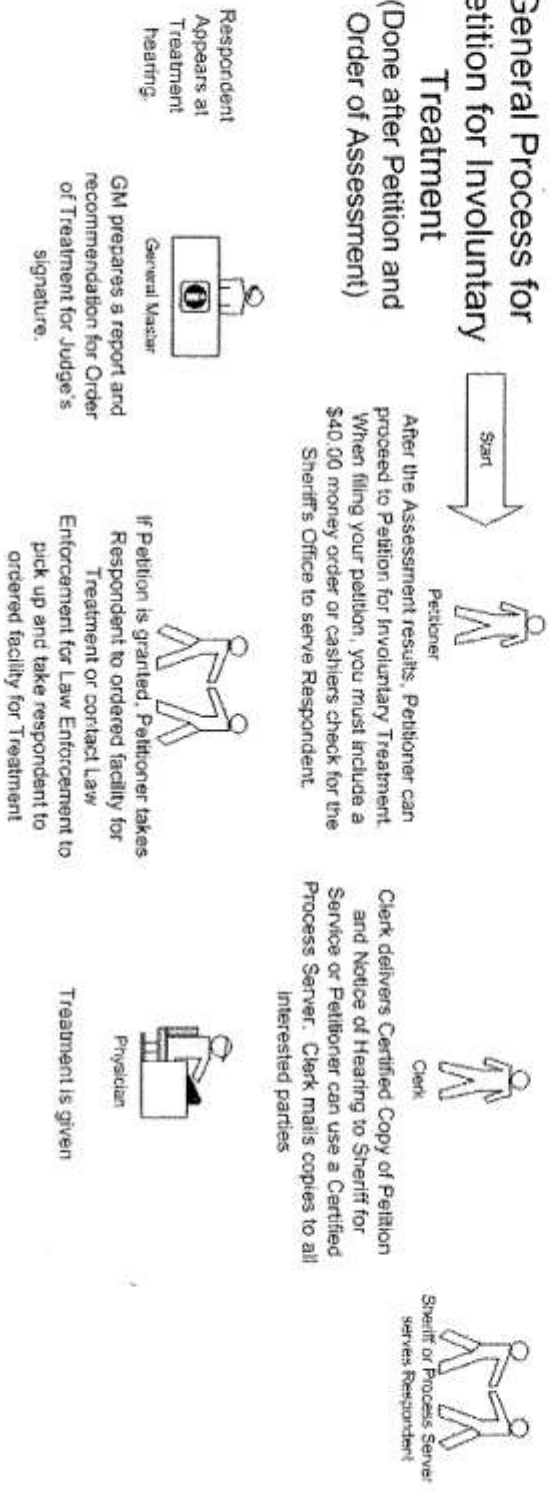 General Process for
etition for Involuntary
Treatment
(Done after Petition and
Order of Assessment)
Start
Petitioner
After the Assessment results, Petitioner can
proceed to Petition for Involuntary Treatment.
When filing your petition, you must include a
$40.00 money order or cashiers check for the
Sheriff's Office to serve Respondent.
Clerk
Clerk delivers Certified Copy of Petition
and Notice of Hearing to Sheriff for
Service or Petitioner can use a Certified
Process Server. Clerk mails copies to all
interested parties
Sheriff or Process Server
serves Respondent
Respondent
Appears at
Treatment
hearing.
General Master
GM prepares a report and
recommendation for Order
of Treatment for Judge's
signature.
If Petition is granted, Petitioner takes
Respondent to ordered facility for
Treatment or contact Law
Enforcement for Law Enforcement to
pick up and take respondent to
ordered facility for Treatment
Physician
Treatment is given